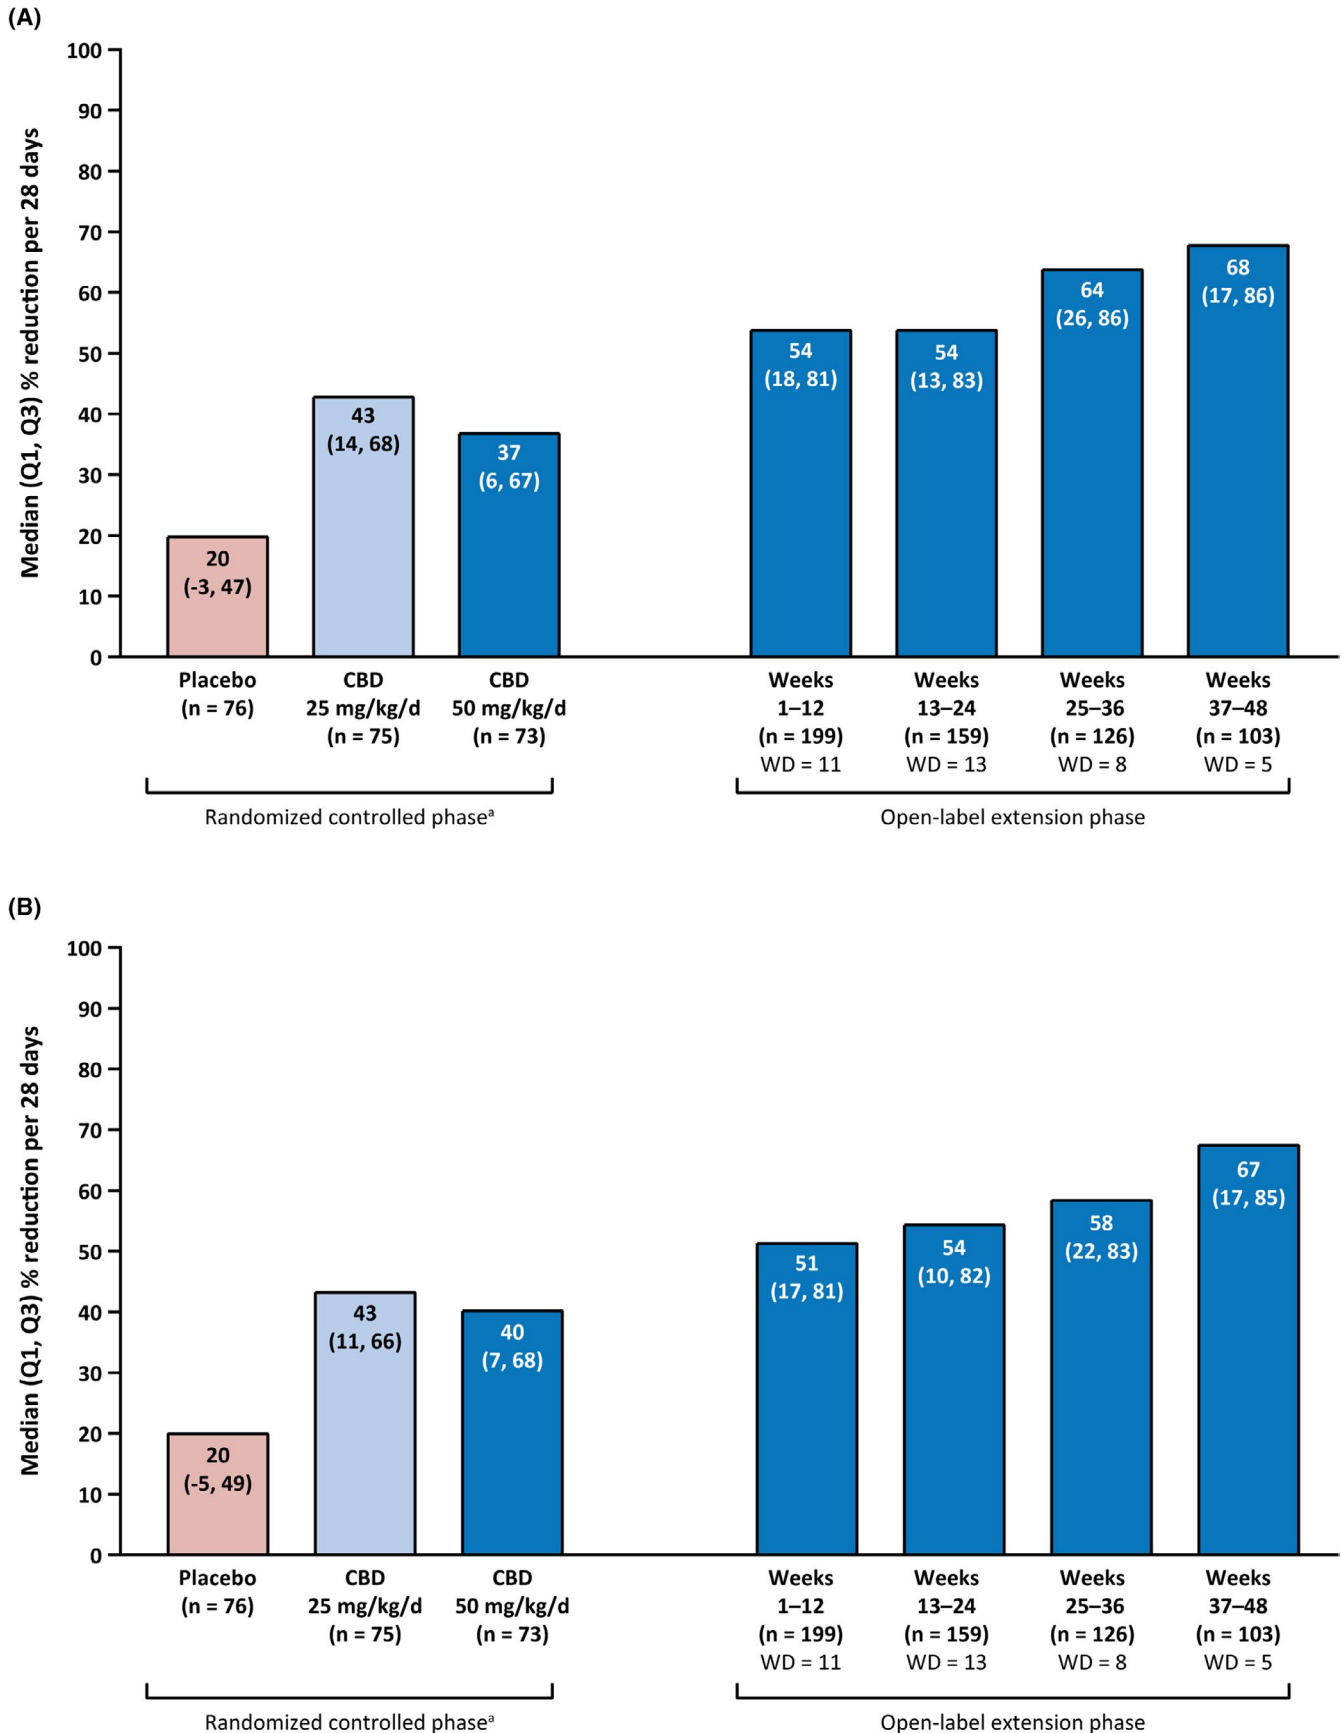 (A)
Median (Q1, Q3) % reduction per 28 days
100
90
80
70
60
50
40
30
20
10
0
20
(-3, 47)
43
(14, 68)
37
(6, 67)
54
(18, 81)
54
(13, 83)
64
(26, 86)
68
(17, 86)
Placebo
(n = 76)
CBD
25 mg/kg/d
(n = 75)
CBD
50 mg/kg/d
(n = 73)
Weeks
1–12
(n = 199)
WD = 11
Weeks
13–24
(n = 159)
WD = 13
Weeks
25–36
(n = 126)
WD = 8
Weeks
37–48
(n = 103)
WD = 5
Randomized controlled phaseᵃ
Open-label extension phase
(B)
Median (Q1, Q3) % reduction per 28 days
100
90
80
70
60
50
40
30
20
10
0
20
(-5, 49)
43
(11, 66)
40
(7, 68)
51
(17, 81)
54
(10, 82)
58
(22, 83)
67
(17, 85)
Placebo
(n = 76)
CBD
25 mg/kg/d
(n = 75)
CBD
50 mg/kg/d
(n = 73)
Weeks
1–12
(n = 199)
WD = 11
Weeks
13–24
(n = 159)
WD = 13
Weeks
25–36
(n = 126)
WD = 8
Weeks
37–48
(n = 103)
WD = 5
Randomized controlled phaseᵃ
Open-label extension phase